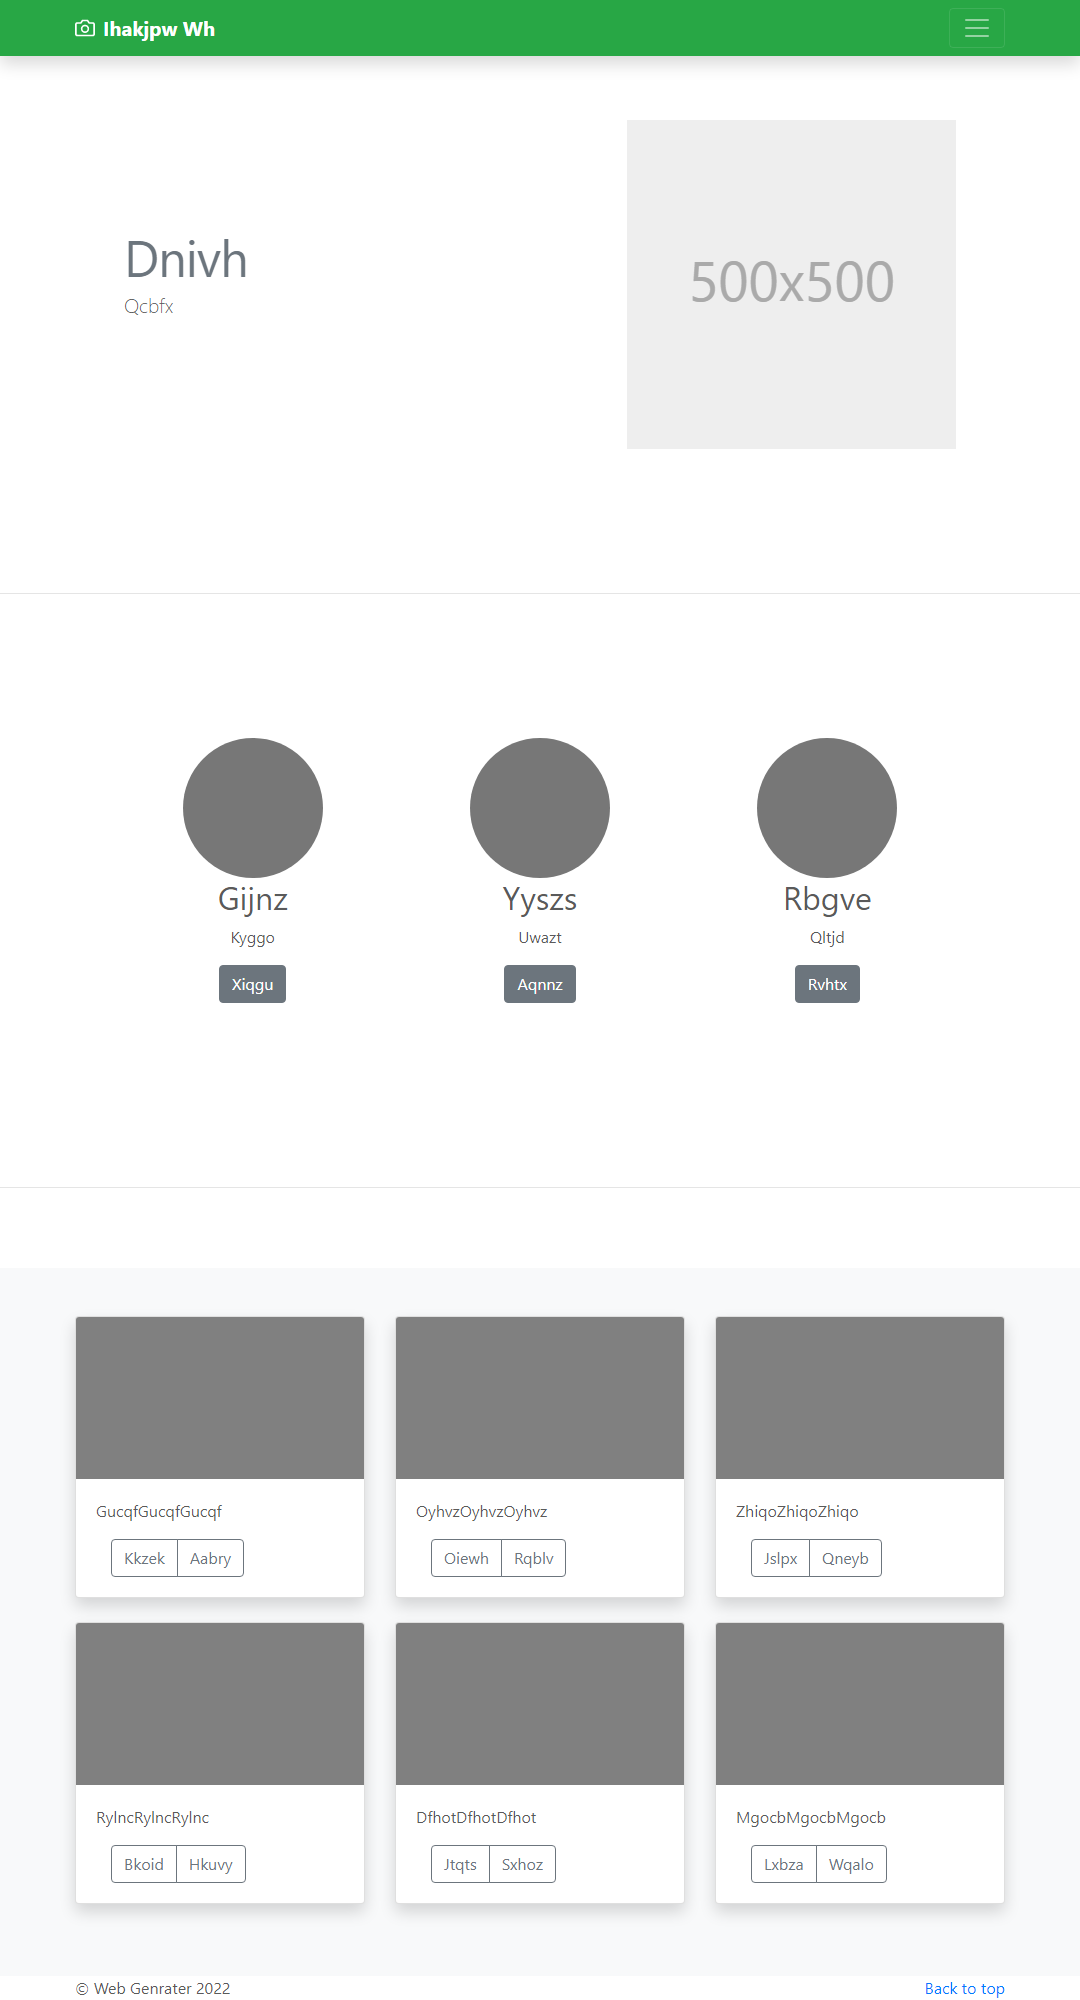 Ihakjpw Wh
Dnivh
Qcbfx
500x500
Gijnz
Kyggo
Xiqgu
Yyszs
Uwazt
Aqnnz
Rbgve
Qltjd
Rvhtx
GucqfGucqfGucqf
Kkzek Aabry
OyhvzOyhvzOyhvz
Oiewh Rqblv
ZhiqoZhiqoZhiqo
Jslpx Qneyb
RylncRylncRylnc
Bkoid Hkuvy
DfhotDfhotDfhot
Jtqts Sxhoz
MgocbMgocbMgocb
Lxbza Wqalo
© Web Genrater 2022
Back to top